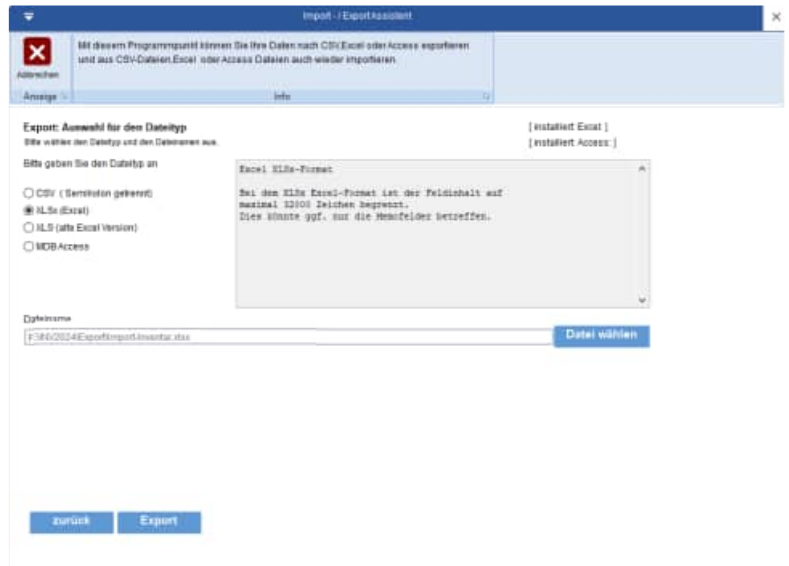 Import- / Export Assistent
Mit diesem Programmpunkt können Sie Ihre Daten nach CSV,Excel oder Access exportieren
und aus CSV-Dateien,Excel oder Access Dateien auch wieder importieren.
Abbrechen
Anzeige
Info
Export: Auswahl für den Dateityp
Bitte wählen den Dateityp und den Dateinamen aus.
[ installiert: Excel ]
[ installiert: Access: ]
Bitte geben Sie den Dateityp an
CSV ( Semikolon getrennt)
XLSx (Excel)
XLS (alte Excel Version)
MDB Access
Excel XLSx-Format
Bei dem XLSx Excel-Format ist der Feldinhalt auf
maximal 32000 Zeichen begrenzt.
Dies könnte ggf. nur die Memofelder betreffen.
Dateiname
Datei wählen
zurück
Export